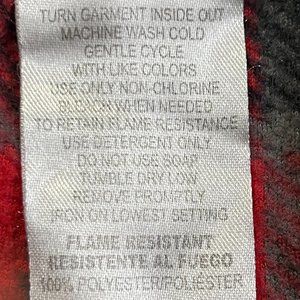 TURN GARMENT INSIDE OUT
MACHINE WASH COLD
GENTLE CYCLE
WITH LIKE COLORS
USE ONLY NON-CHLORINE
BLEACH WHEN NEEDED
TO RETAIN FLAME RESISTANCE
USE DETERGENT ONLY
DO NOT USE SOAP
TUMBLE DRY LOW
REMOVE PROMPTLY
IRON ON LOWEST SETTING
FLAME RESISTANT
RESISTENTE AL FUEGO
100% POLYESTER/POLIESTER